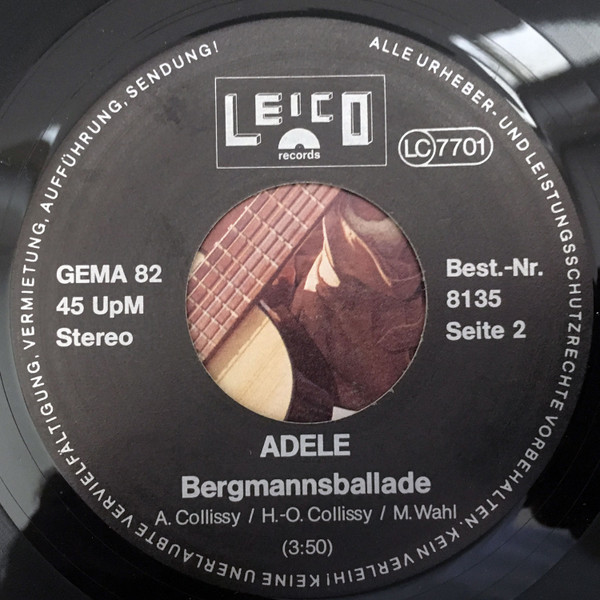 ALLE URHEBER- UND LEISTUNGSSCHUTZRECHTE VORBEHALTEN. KEIN VERLEIH! KEINE UNERLAUBTE VERVIELFÄLTIGUNG, VERMIETUNG, AUFFÜHRUNG, SENDUNG!
LEICO
records
LC 7701
GEMA 82
45 UpM
Stereo
Best.-Nr.
8135
Seite 2
ADELE
Bergmannsballade
A. Collissy / H.-O. Collissy / M. Wahl
(3:50)